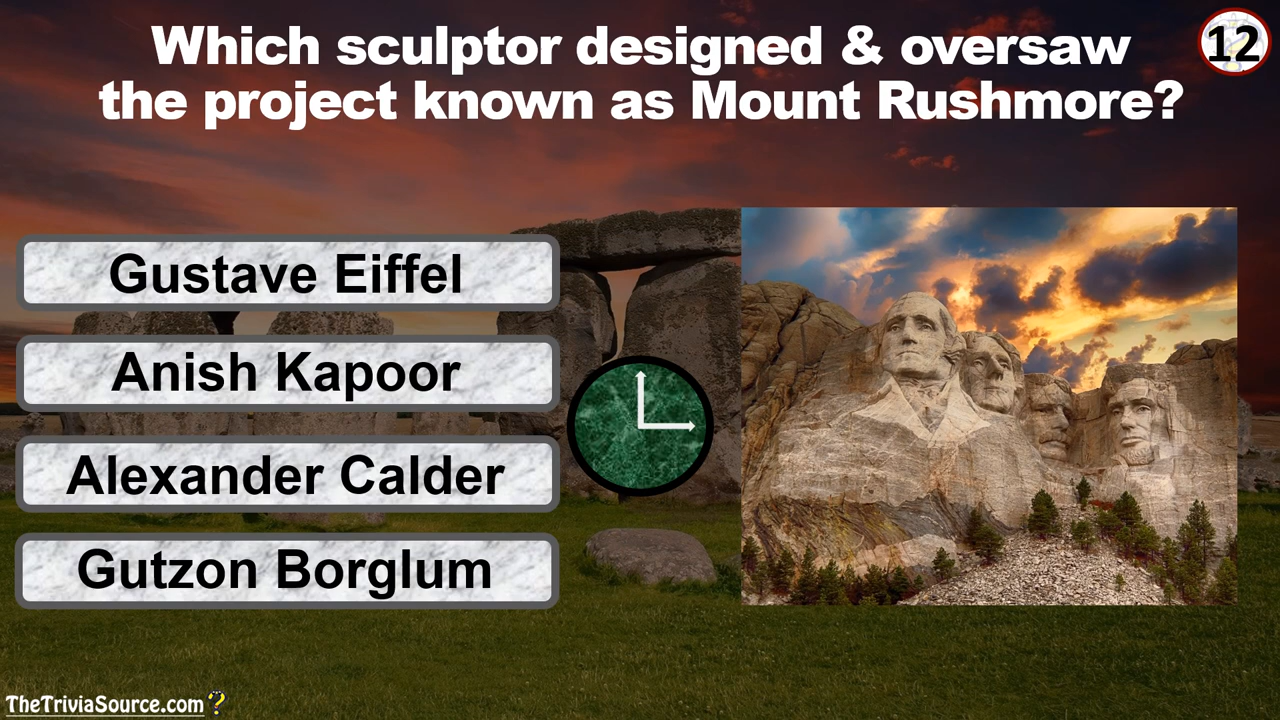 Which sculptor designed & oversaw
the project known as Mount Rushmore?
12
Gustave Eiffel
Anish Kapoor
Alexander Calder
Gutzon Borglum
TheTriviaSource.com?